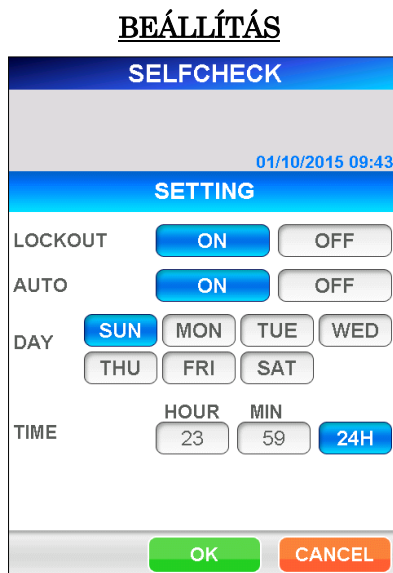 BEÁLLÍTÁS
SELFCHECK
01/10/2015 09:43
SETTING
LOCKOUT ON OFF
AUTO ON OFF
DAY SUN MON TUE WED
THU FRI SAT
HOUR MIN
TIME 23 59 24H
OK CANCEL